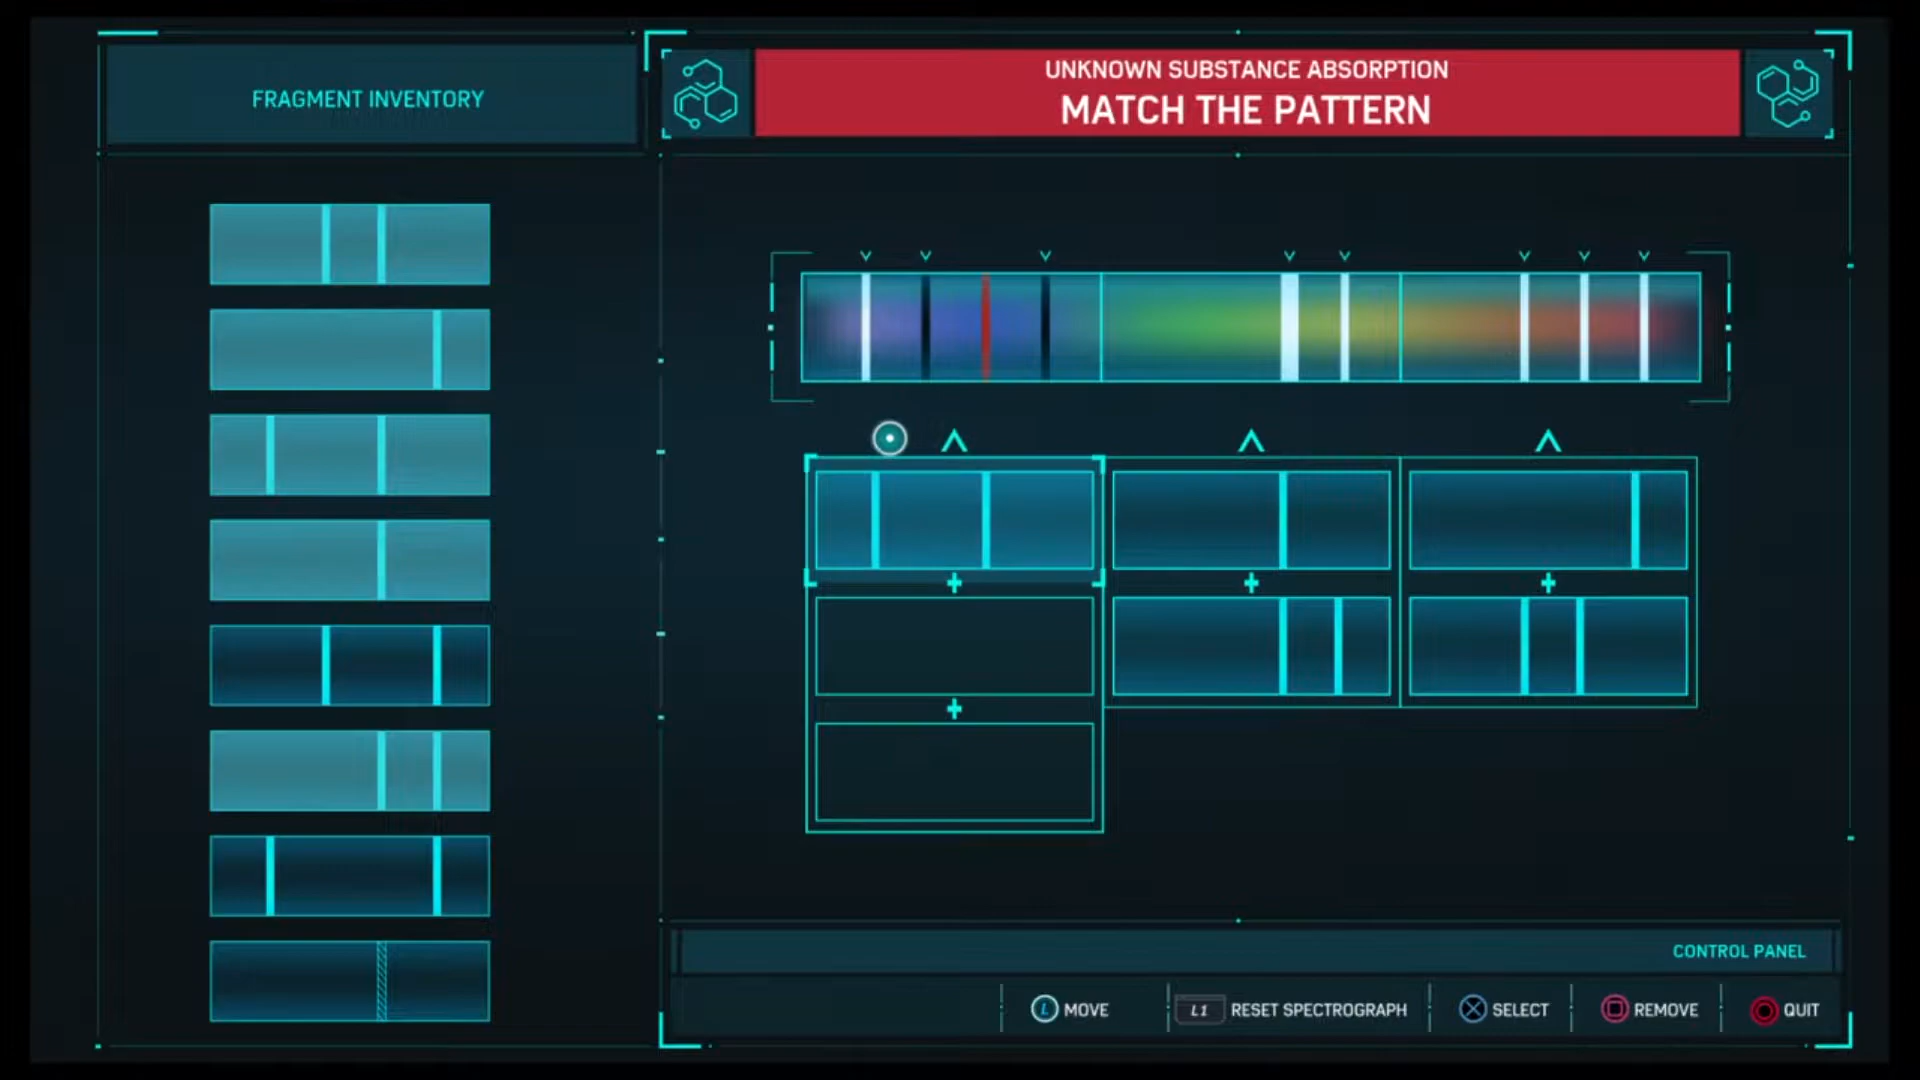 FRAGMENT INVENTORY
UNKNOWN SUBSTANCE ABSORPTION
MATCH THE PATTERN
CONTROL PANEL
L MOVE
L1 RESET SPECTROGRAPH
SELECT
REMOVE
QUIT